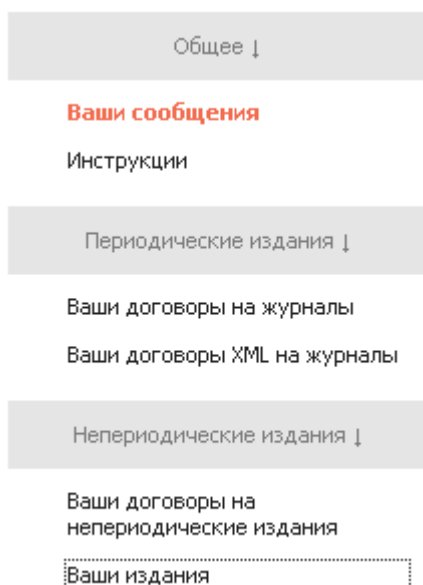 Общее ↓
Ваши сообщения
Инструкции
Периодические издания ↓
Ваши договоры на журналы
Ваши договоры XML на журналы
Непериодические издания ↓
Ваши договоры на
непериодические издания
Ваши издания